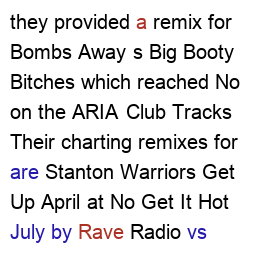 they provided a remix for
Bombs Away s Big Booty
Bitches which reached No
on the ARIA Club Tracks
Their charting remixes for
are Stanton Warriors Get
Up April at No Get It Hot
July by Rave Radio vs